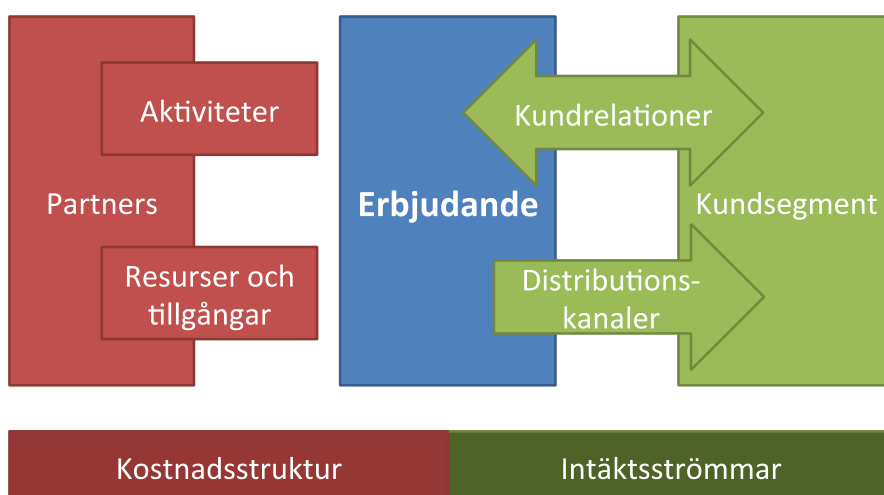 Aktiviteter
Kundrelationer
Partners
Erbjudande
Kundsegment
Resurser och
tillgångar
Distributions-
kanaler
Kostnadsstruktur
Intäktsströmmar